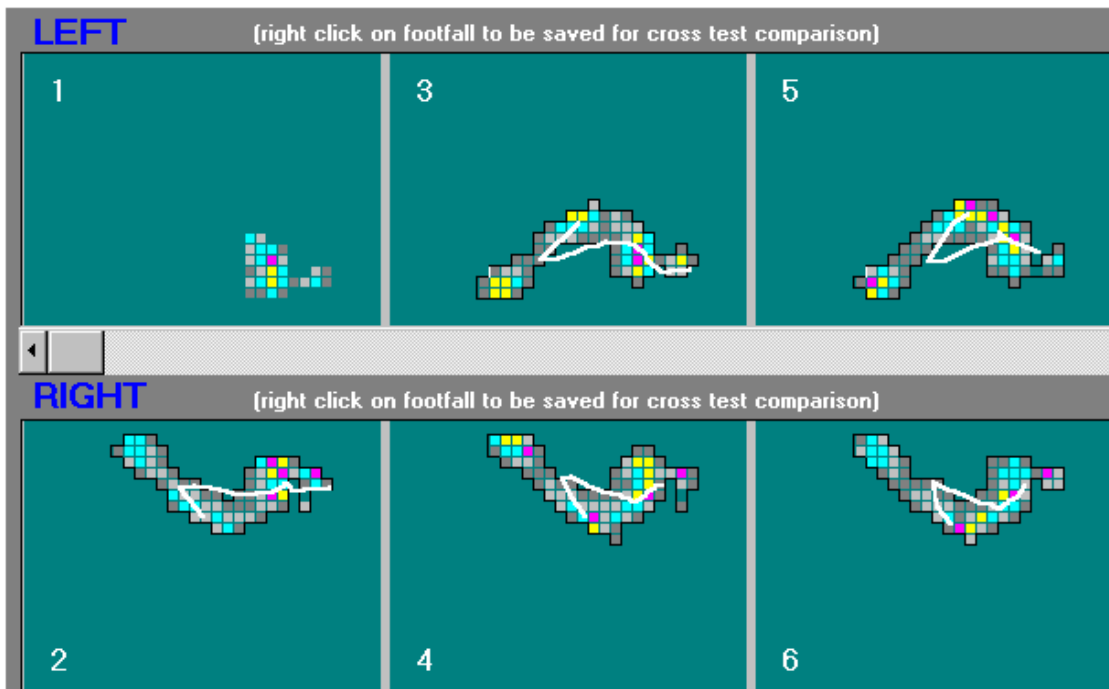 LEFT (right click on footfall to be saved for cross test comparison)
1 3 5
RIGHT (right click on footfall to be saved for cross test comparison)
2 4 6